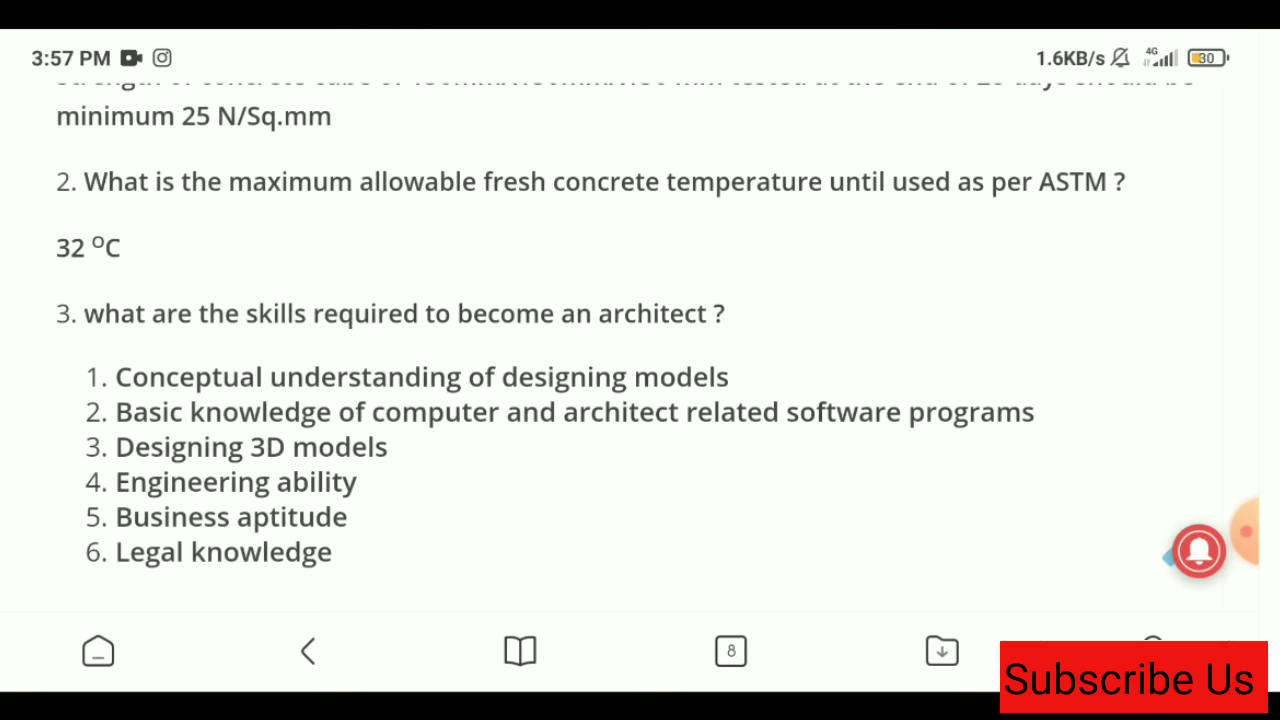 3:57 PM
1.6KB/s 4G 30
minimum 25 N/Sq.mm
2. What is the maximum allowable fresh concrete temperature until used as per ASTM ?
32 ⁰C
3. what are the skills required to become an architect ?
1. Conceptual understanding of designing models
2. Basic knowledge of computer and architect related software programs
3. Designing 3D models
4. Engineering ability
5. Business aptitude
6. Legal knowledge
8
Subscribe Us